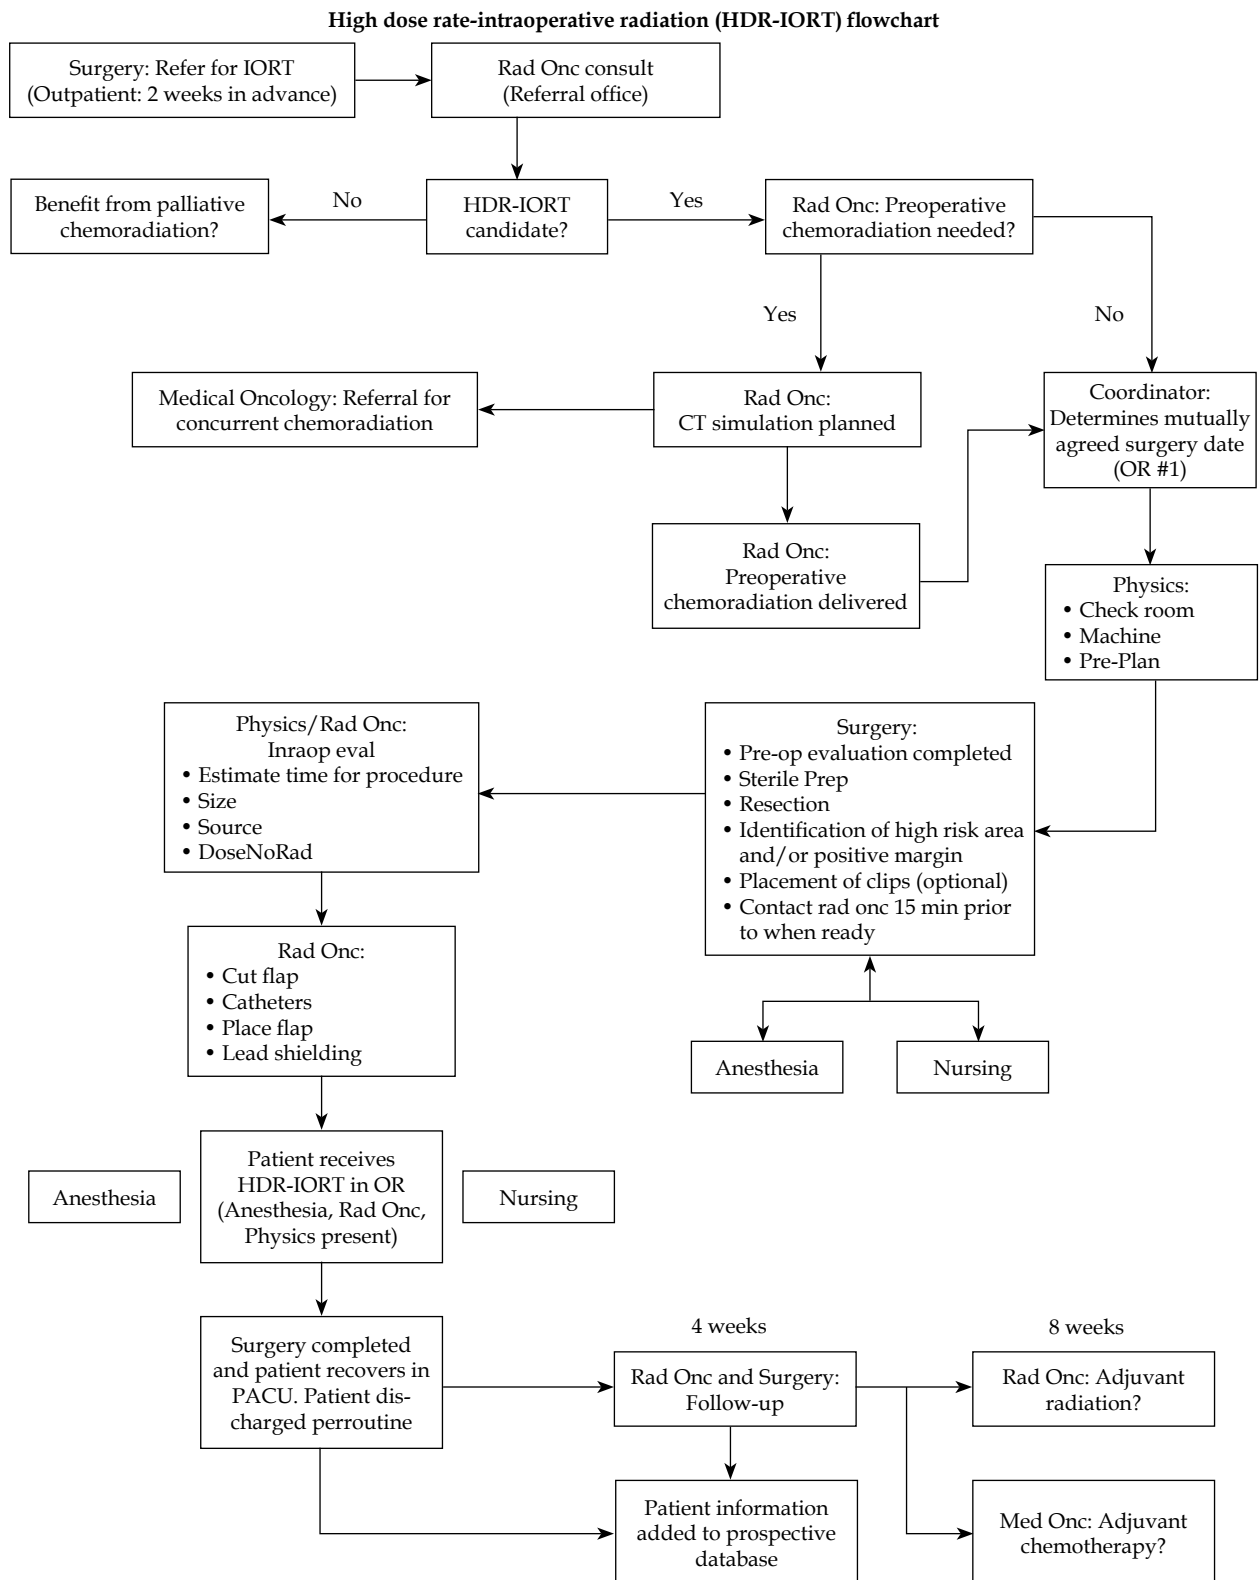 High dose rate-intraoperative radiation (HDR-IORT) flowchart
Surgery: Refer for IORT
(Outpatient: 2 weeks in advance)
Rad Onc consult
(Referral office)
Benefit from palliative
chemoradiation?
No
HDR-IORT
candidate?
Yes
Rad Onc: Preoperative
chemoradiation needed?
Yes
No
Medical Oncology: Referral for
concurrent chemoradiation
Rad Onc:
CT simulation planned
Coordinator:
Determines mutually
agreed surgery date
(OR #1)
Rad Onc:
Preoperative
chemoradiation delivered
Physics:
• Check room
• Machine
• Pre-Plan
Physics/Rad Onc:
Inraop eval
• Estimate time for procedure
• Size
• Source
• DoseNoRad
Surgery:
• Pre-op evaluation completed
• Sterile Prep
• Resection
• Identification of high risk area
and/or positive margin
• Placement of clips (optional)
• Contact rad onc 15 min prior
to when ready
Rad Onc:
• Cut flap
• Catheters
• Place flap
• Lead shielding
Anesthesia
Nursing
Anesthesia
Patient receives
HDR-IORT in OR
(Anesthesia, Rad Onc,
Physics present)
Nursing
Surgery completed
and patient recovers in
PACU. Patient dis-
charged perroutine
4 weeks
Rad Onc and Surgery:
Follow-up
8 weeks
Rad Onc: Adjuvant
radiation?
Patient information
added to prospective
database
Med Onc: Adjuvant
chemotherapy?